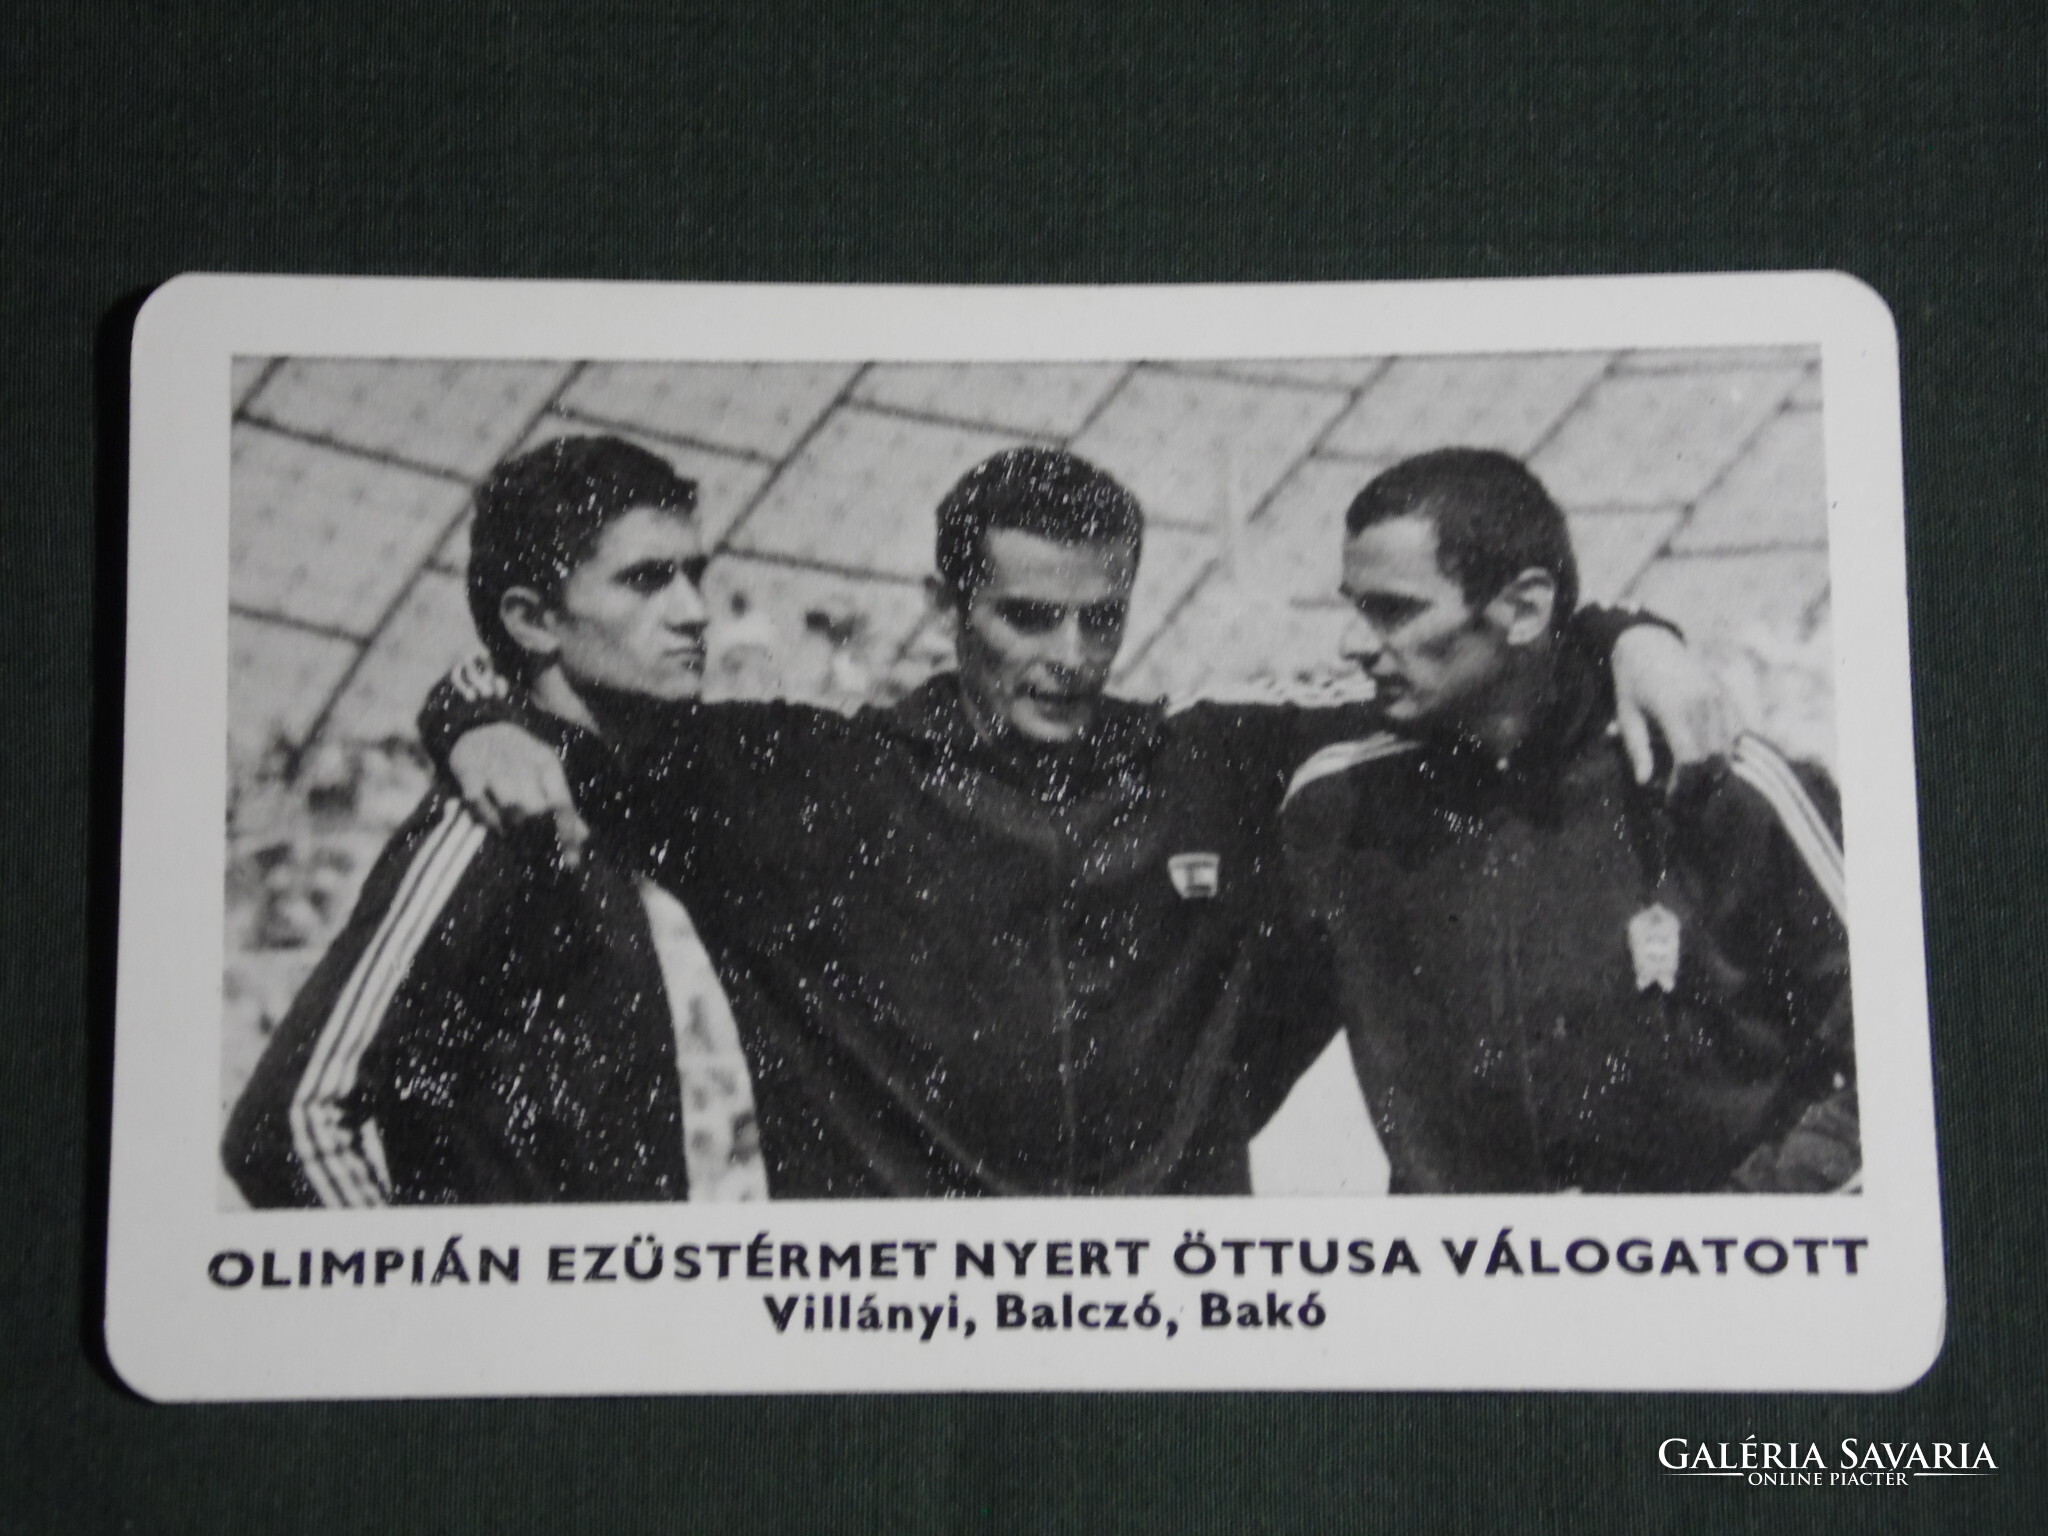 OLIMPIÁN EZÜSTÉRMET NYERT ÖTTUSA VÁLOGATOTT
Villányi, Balczó, Bakó
GALÉRIA SAVARIA
ONLINE PIACTÉR